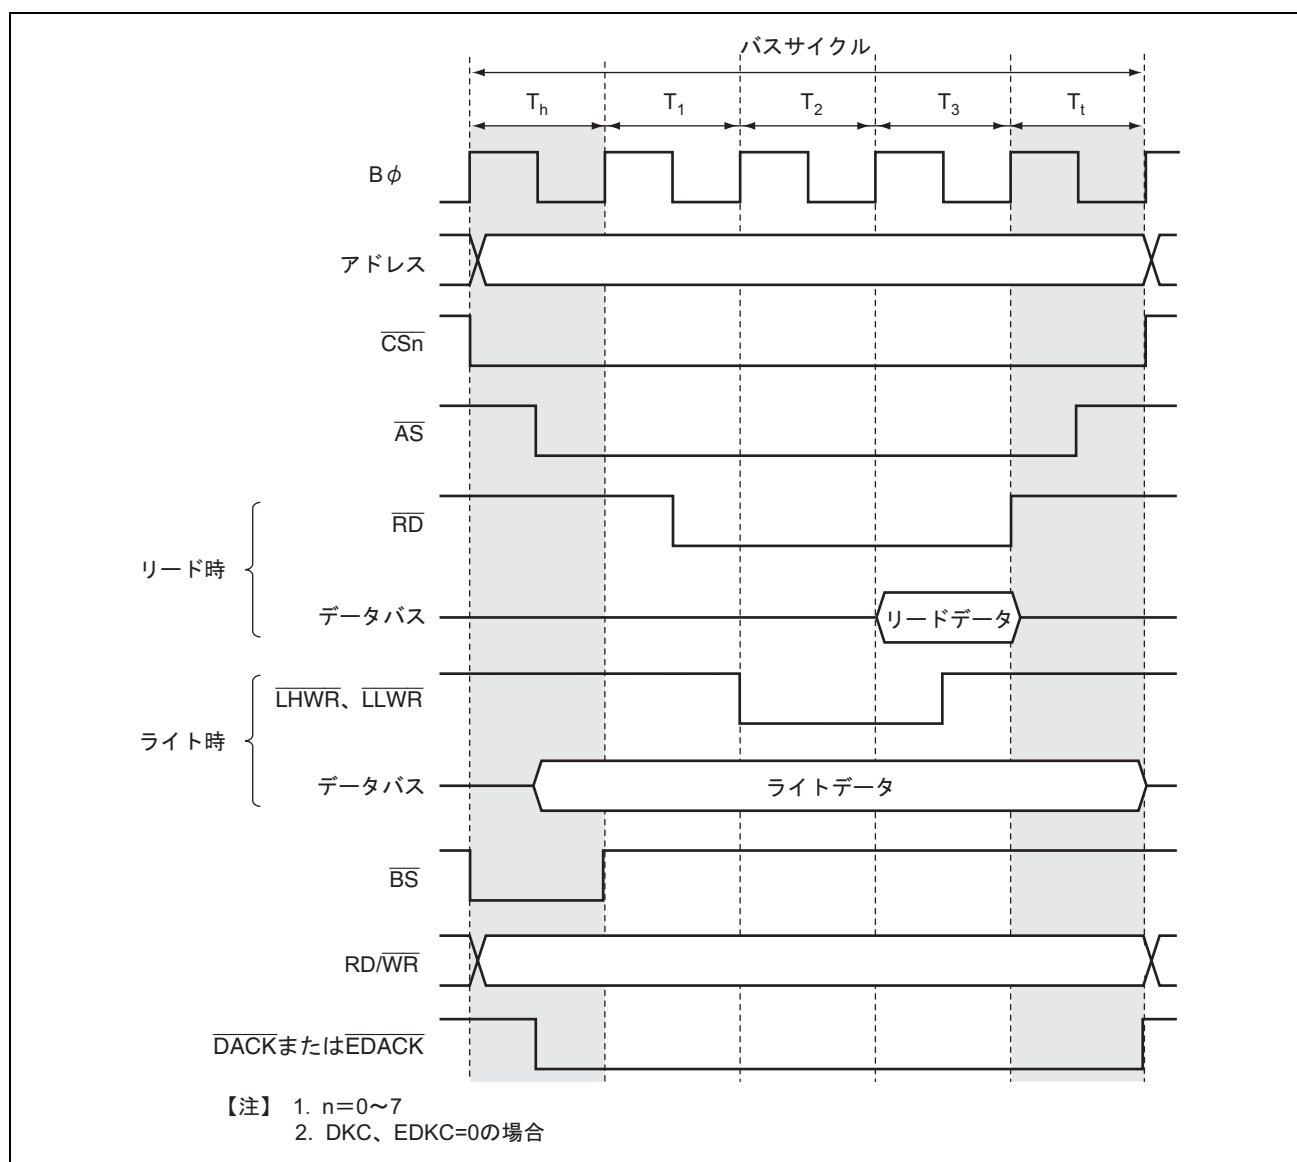 バスサイクル
Th T1 T2 T3 Tt
Bφ
アドレス
CSn
AS
RD
リード時
データバス リードデータ
LHWR、LLWR
ライト時
データバス ライトデータ
BS
RD/WR
DACKまたはEDACK
【注】 1. n＝0〜7
2. DKC、EDKC=0の場合